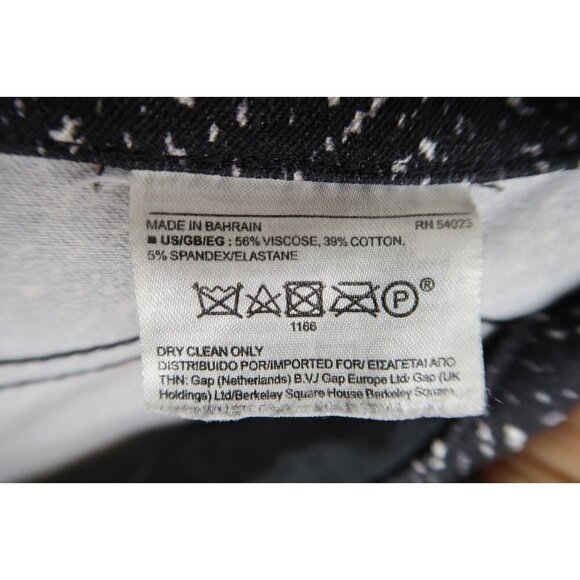 MADE IN BAHRAIN RN 54023
US/GB/EG : 56% VISCOSE, 39% COTTON,
5% SPANDEX/ELASTANE
P ®
1166
DRY CLEAN ONLY
DISTRIBUIDO POR/IMPORTED FOR/ ΕΙΣΑΓΕΤΑΙ ΑΠΟ
ΤΗΝ: Gap (Netherlands) B.V./ Gap Europe Ltd. Gap (UK
Holdings) Ltd/Berkeley Square House Berkeley Square,